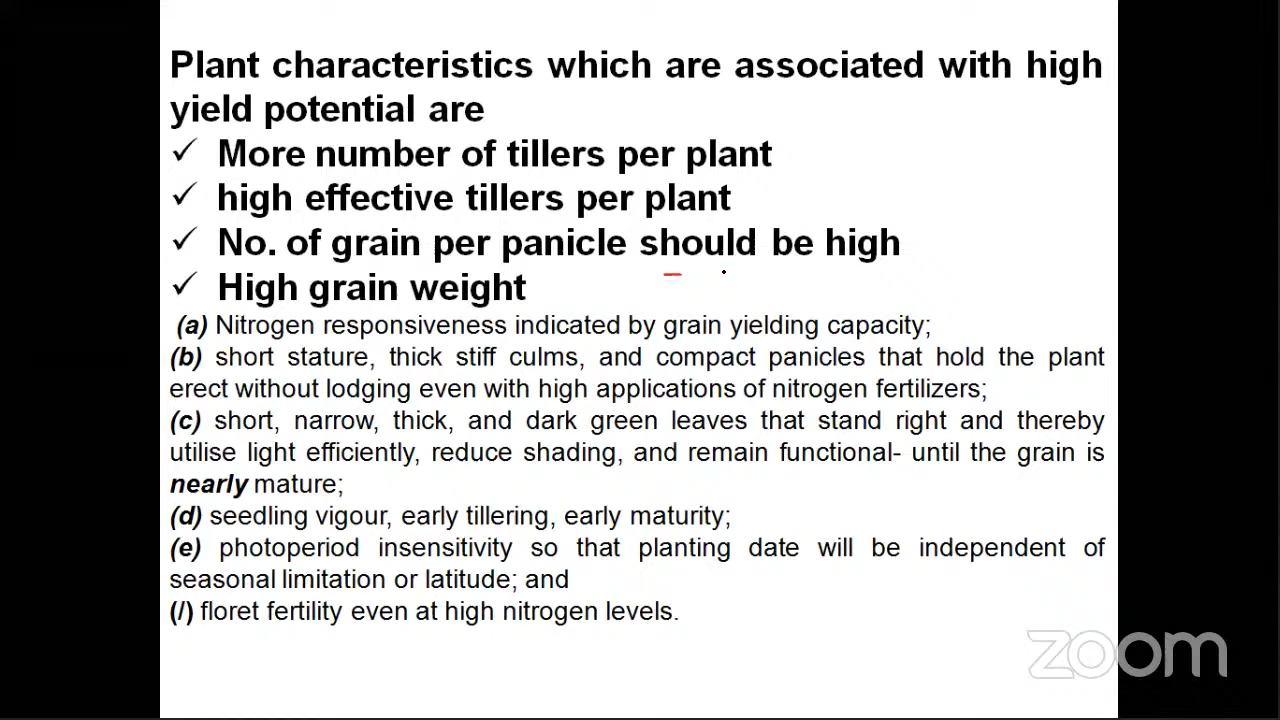 Plant characteristics which are associated with high
yield potential are
✓ More number of tillers per plant
✓ high effective tillers per plant
✓ No. of grain per panicle should be high
✓ High grain weight
(a) Nitrogen responsiveness indicated by grain yielding capacity;
(b) short stature, thick stiff culms, and compact panicles that hold the plant
erect without lodging even with high applications of nitrogen fertilizers;
(c) short, narrow, thick, and dark green leaves that stand right and thereby
utilise light efficiently, reduce shading, and remain functional- until the grain is
nearly mature;
(d) seedling vigour, early tillering, early maturity;
(e) photoperiod insensitivity so that planting date will be independent of
seasonal limitation or latitude; and
(/) floret fertility even at high nitrogen levels.
zoom